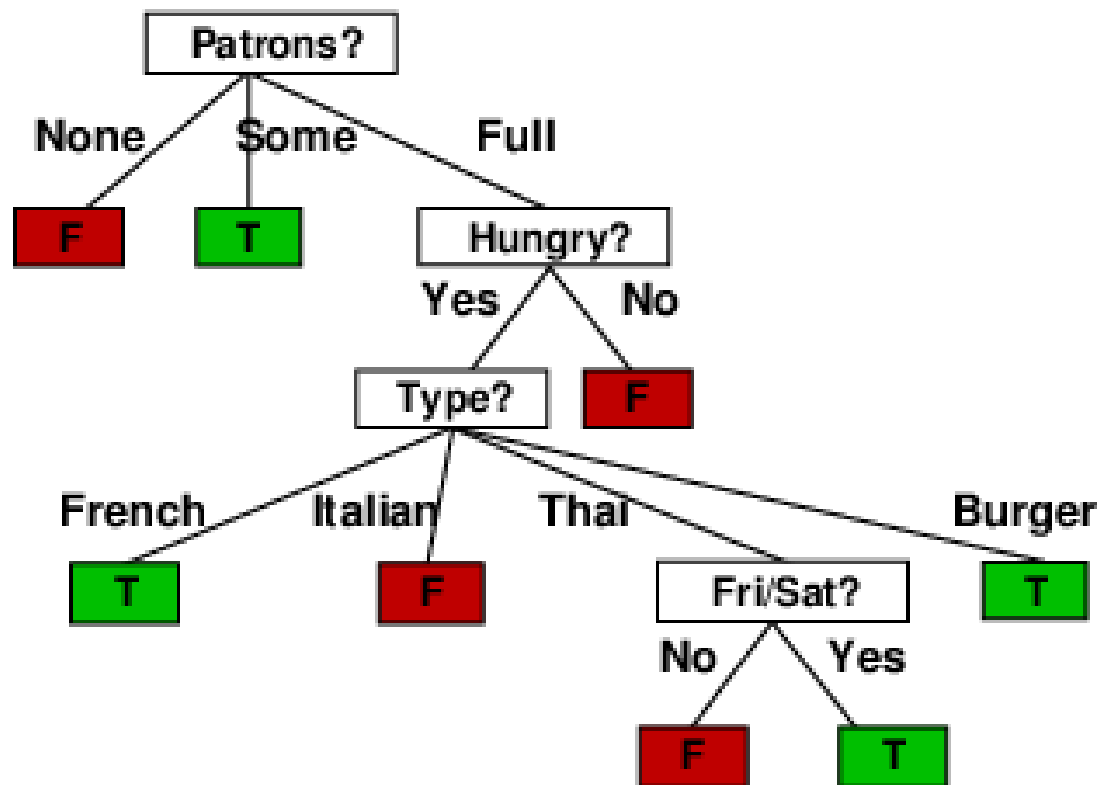 Patrons?
None Some Full
F T Hungry?
Yes No
Type? F
French Italian Thai Burger
T F Fri/Sat? T
No Yes
F T